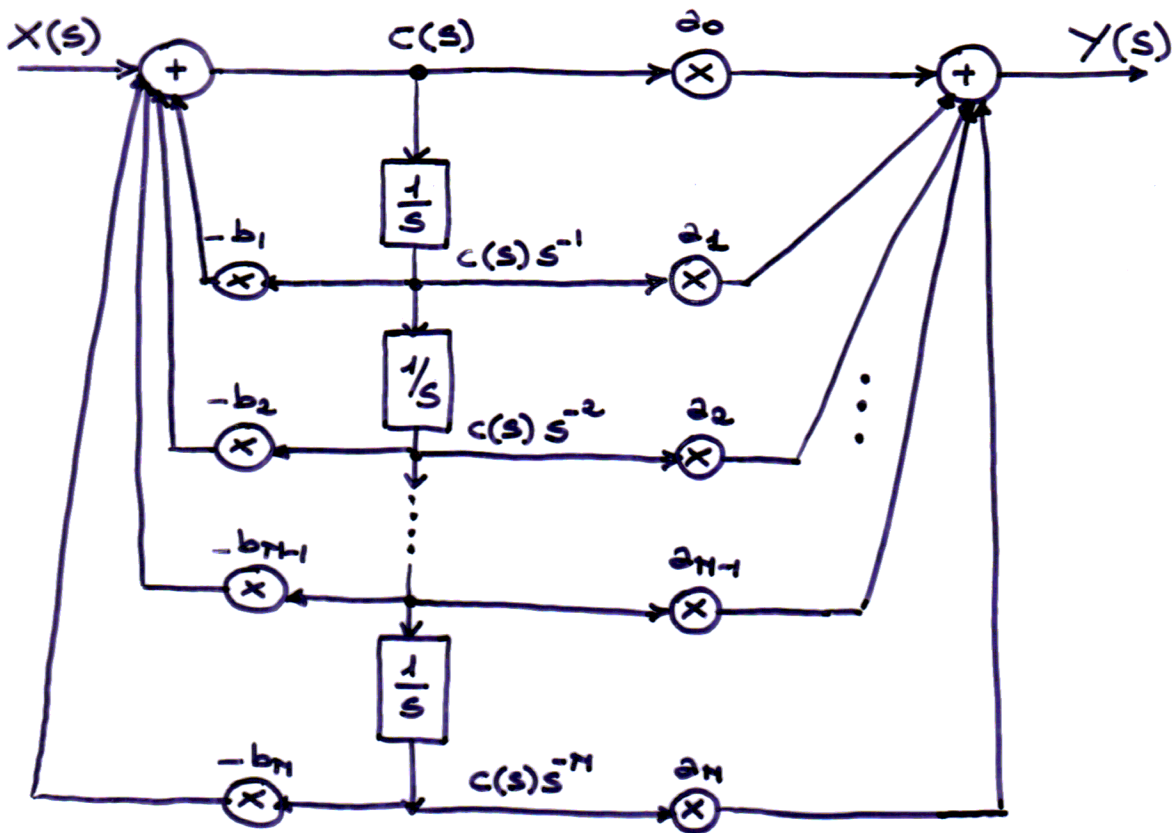 X(s)
+
C(s)
a0
×
+
Y(s)
1/s
-b1
×
C(s) s^-1
a1
×
1/s
-b2
×
C(s) s^-2
a2
×
-bM-1
×
aM-1
×
1/s
-bM
×
C(s) s^-M
aM
×